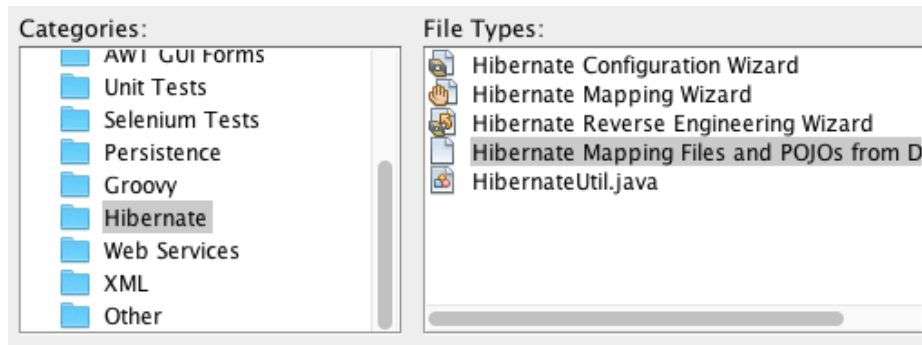 Categories:
AWT GUI Forms
Unit Tests
Selenium Tests
Persistence
Groovy
Hibernate
Web Services
XML
Other
File Types:
Hibernate Configuration Wizard
Hibernate Mapping Wizard
Hibernate Reverse Engineering Wizard
Hibernate Mapping Files and POJOs from D
HibernateUtil.java